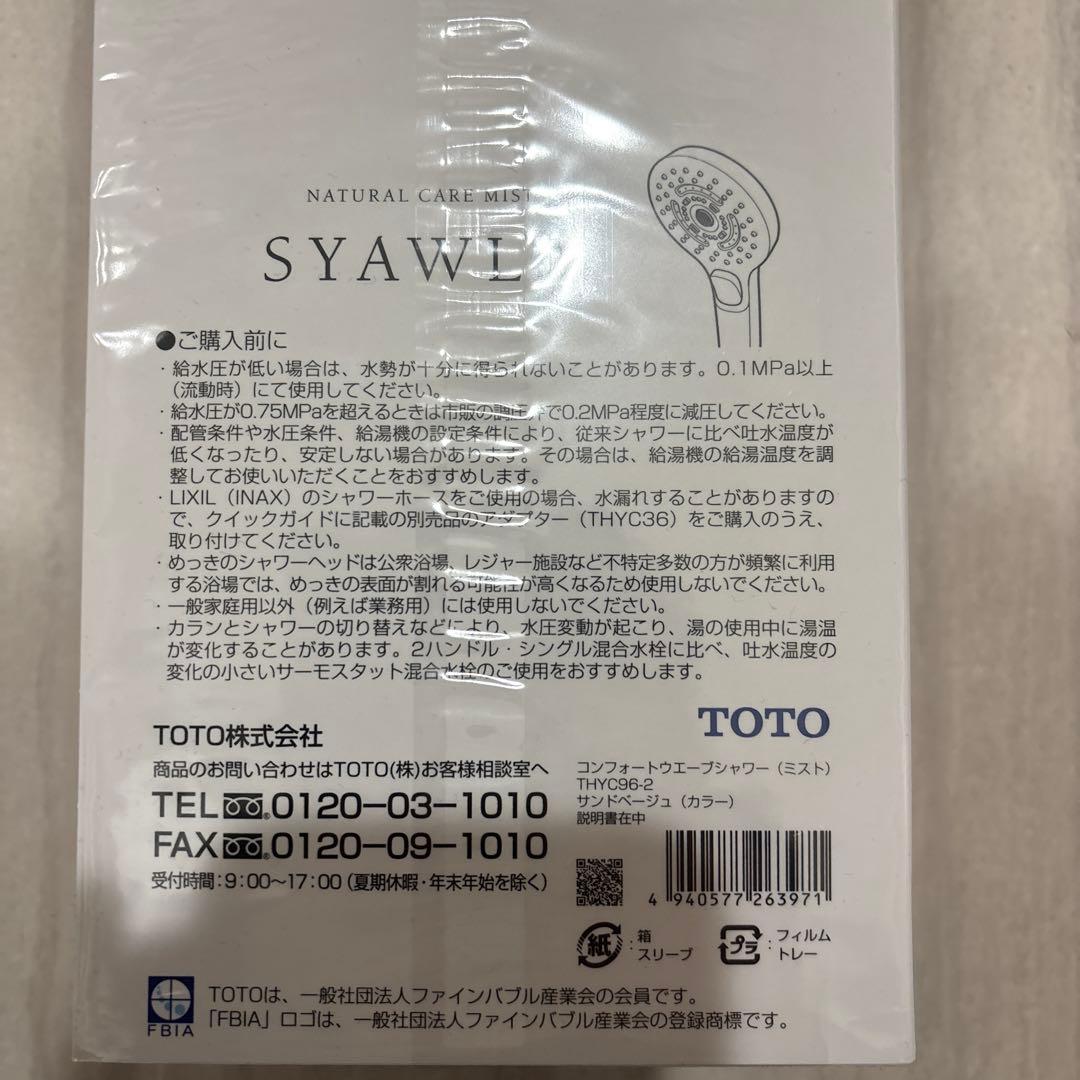 NATURAL CARE MIST
SYAWL
●ご購入前に
・給水圧が低い場合は、水勢が十分に得られないことがあります。0.1MPa以上
（流動時）にて使用してください。
・給水圧が0.75MPaを超えるときは市販の調圧弁で0.2MPa程度に減圧してください。
・配管条件や水圧条件、給湯機の設定条件により、従来シャワーに比べ吐水温度が
低くなったり、安定しない場合があります。その場合は、給湯機の給湯温度を調
整してお使いいただくことをおすすめします。
・LIXIL（INAX）のシャワーホースをご使用の場合、水漏れすることがありますの
で、クイックガイドに記載の別売品のアダプター（THYC36）をご購入のうえ、
取り付けてください。
・めっきのシャワーヘッドは公衆浴場、レジャー施設など不特定多数の方が頻繁に利用
する浴場では、めっきの表面が割れる可能性が高くなるため使用しないでください。
・一般家庭用以外（例えば業務用）には使用しないでください。
・カランとシャワーの切り替えなどにより、水圧変動が起こり、湯の使用中に湯温
が変化することがあります。2ハンドル・シングル混合水栓に比べ、吐水温度の
変化の小さいサーモスタット混合水栓のご使用をおすすめします。
TOTO
TOTO株式会社
商品のお問い合わせはTOTO(株)お客様相談室へ
TEL 0120-03-1010
FAX 0120-09-1010
受付時間：9：00〜17：00（夏期休暇・年末年始を除く）
コンフォートウエーブシャワー（ミスト）
THYC96-2
サンドベージュ（カラー）
説明書在中
4 940577 263971
紙：箱
スリーブ
プラ：フィルム
トレー
FBIA
TOTOは、一般社団法人ファインバブル産業会の会員です。
「FBIA」ロゴは、一般社団法人ファインバブル産業会の登録商標です。